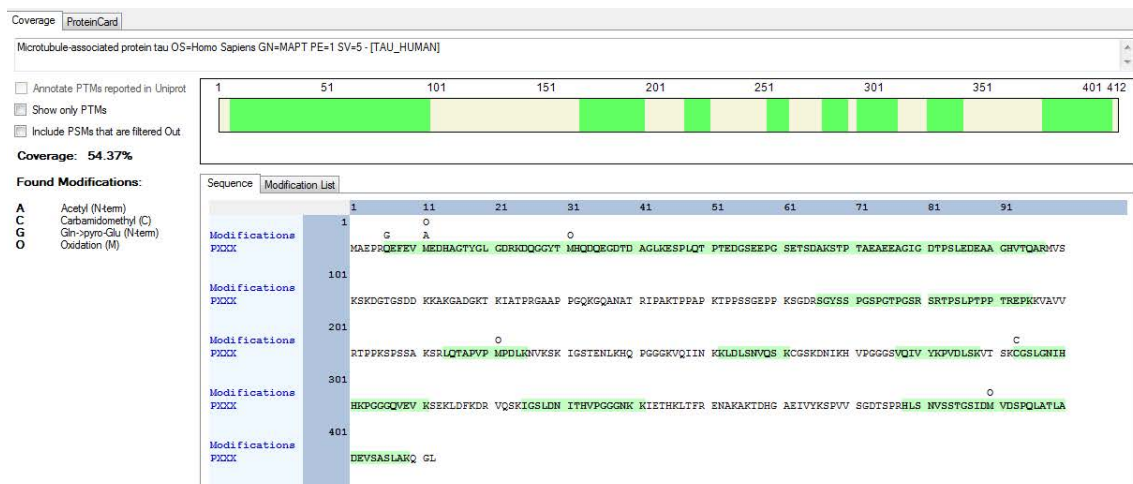 Coverage ProteinCard
Microtubule-associated protein tau OS=Homo Sapiens GN=MAPT PE=1 SV=5 - [TAU_HUMAN]
Annotate PTMs reported in Uniprot
Show only PTMs
Include PSMs that are filtered Out
Coverage: 54.37%
Found Modifications:
A Acetyl (N-term)
C Carbamidomethyl (C)
G Gln->pyro-Glu (N-term)
O Oxidation (M)
1 51 101 151 201 251 301 351 401 412
Sequence Modification List
1 11 21 31 41 51 61 71 81 91
1 O
Modifications G A O
PXXX MAEPRQEFEV MEDHAGTYGL GDRKDQGGYT MHQDQEGDTD AGLKESPLQT PTEDGSEEPG SETSDAKSTP TAEAEEAGIG DTPSLEDEAA GHVTQARMVS
101
Modifications
PXXX KSKDGTGSDD KKAKGADGKT KIATPRGAAP PGQKGQANAT RIPAKTPPAP KTPPSSGEPP KSGDRSGYSS PGSPGTPGSR SRTPSLPTPP TREPKKVAVV
201
Modifications O C
PXXX RTPPKSPSSA KSRLQTAPVP MPDLKNVKSK IGSTENLKHQ PGGGKVQIIN KKLDLSNVQS KCGSKDNIKH VPGGGSVQIV YKPVDLSKVT SKCGSLGNIH
301
Modifications O
PXXX HKPGGGQVEV KSEKLDFKDR VQSKIGSLDN ITHVPGGGNK KIETHKLTFR ENAKAKTDHG AEIVYKSPVV SGDTSPRHLS NVSSTGSIDM VDSPQLATLA
401
Modifications
PXXX DEVSASLAKQ GL